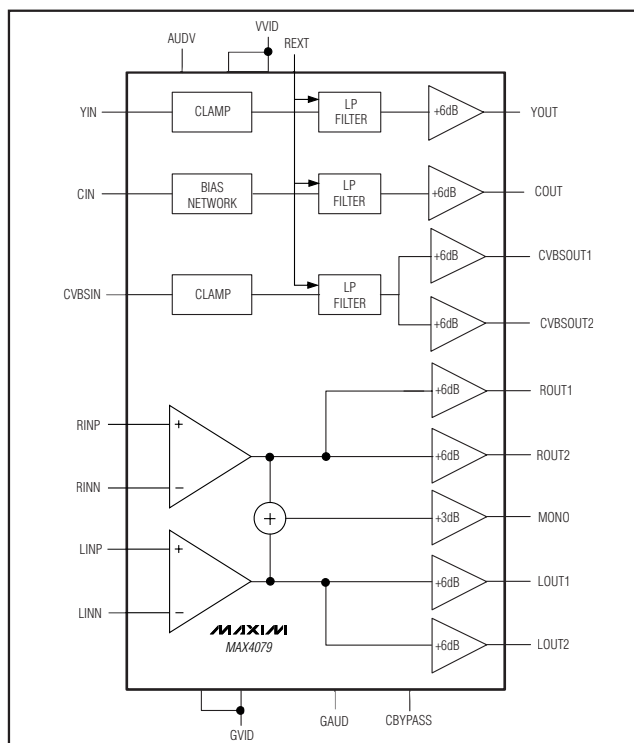 VVID
AUDV
REXT
YIN
CLAMP
LP
FILTER
+6dB
YOUT
CIN
BIAS
NETWORK
LP
FILTER
+6dB
COUT
+6dB
CVBSOUT1
CVBSIN
CLAMP
LP
FILTER
+6dB
CVBSOUT2
+6dB
ROUT1
RINP
+
+6dB
ROUT2
RINN
−
+
+3dB
MONO
LINP
+
+6dB
LOUT1
LINN
−
MAXIM
MAX4079
+6dB
LOUT2
GVID
GAUD
CBYPASS